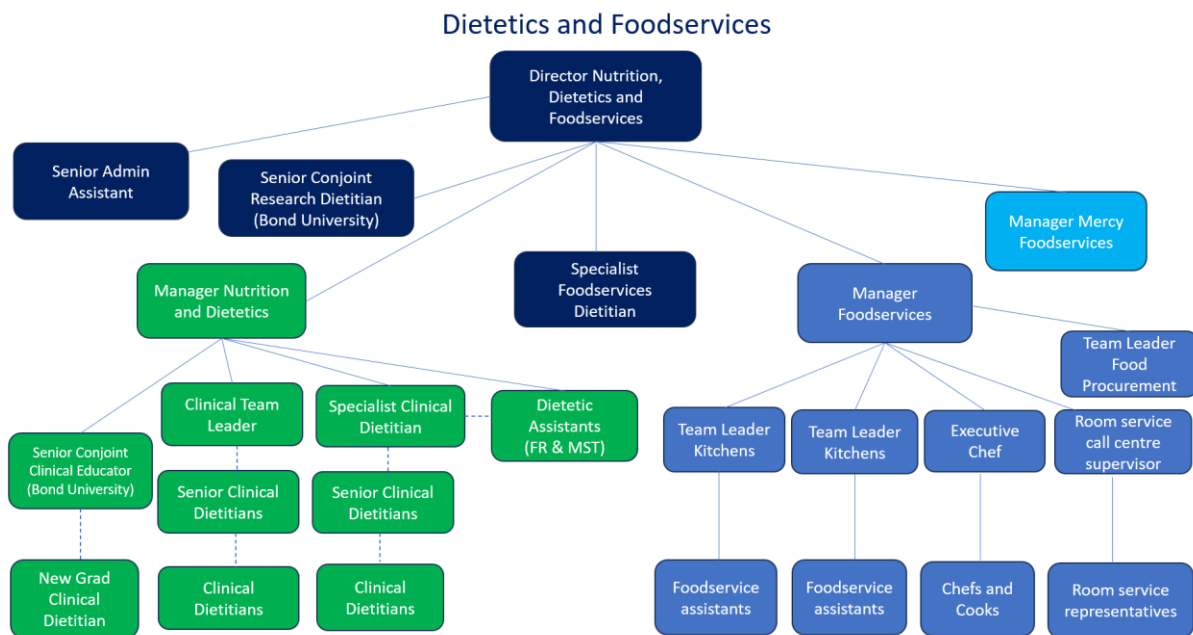 Dietetics and Foodservices
Director Nutrition,
Dietetics and
Foodservices
Senior Admin
Assistant
Senior Conjoint
Research Dietitian
(Bond University)
Manager Mercy
Foodservices
Specialist
Foodservices
Dietitian
Manager Nutrition
and Dietetics
Manager
Foodservices
Team Leader
Food
Procurement
Clinical Team
Leader
Specialist Clinical
Dietitian
Dietetic
Assistants
(FR & MST)
Senior Conjoint
Clinical Educator
(Bond University)
Team Leader
Kitchens
Team Leader
Kitchens
Executive
Chef
Room service
call centre
supervisor
Senior Clinical
Dietitians
Senior Clinical
Dietitians
New Grad
Clinical
Dietitian
Clinical
Dietitians
Clinical
Dietitians
Foodservice
assistants
Foodservice
assistants
Chefs and
Cooks
Room service
representatives